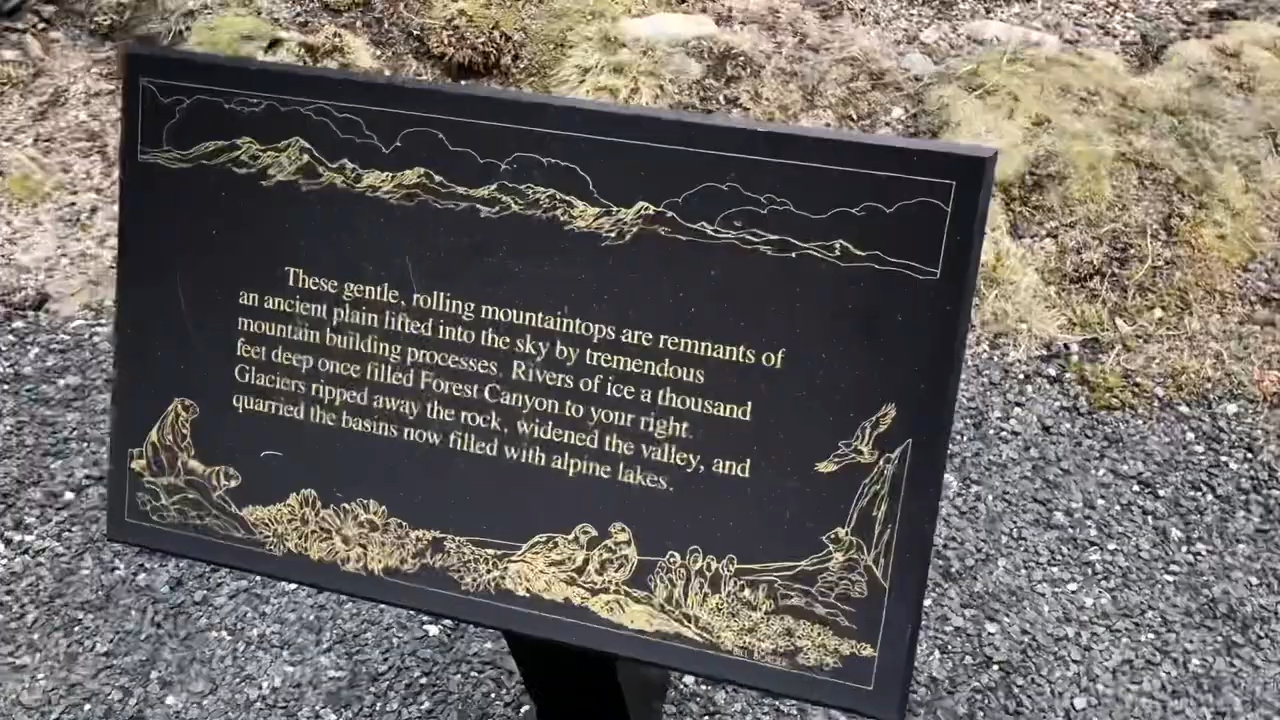 These gentle, rolling mountaintops are remnants of
an ancient plain lifted into the sky by tremendous
mountain building processes. Rivers of ice a thousand
feet deep once filled Forest Canyon to your right.
Glaciers ripped away the rock, widened the valley, and
quarried the basins now filled with alpine lakes.
BILL